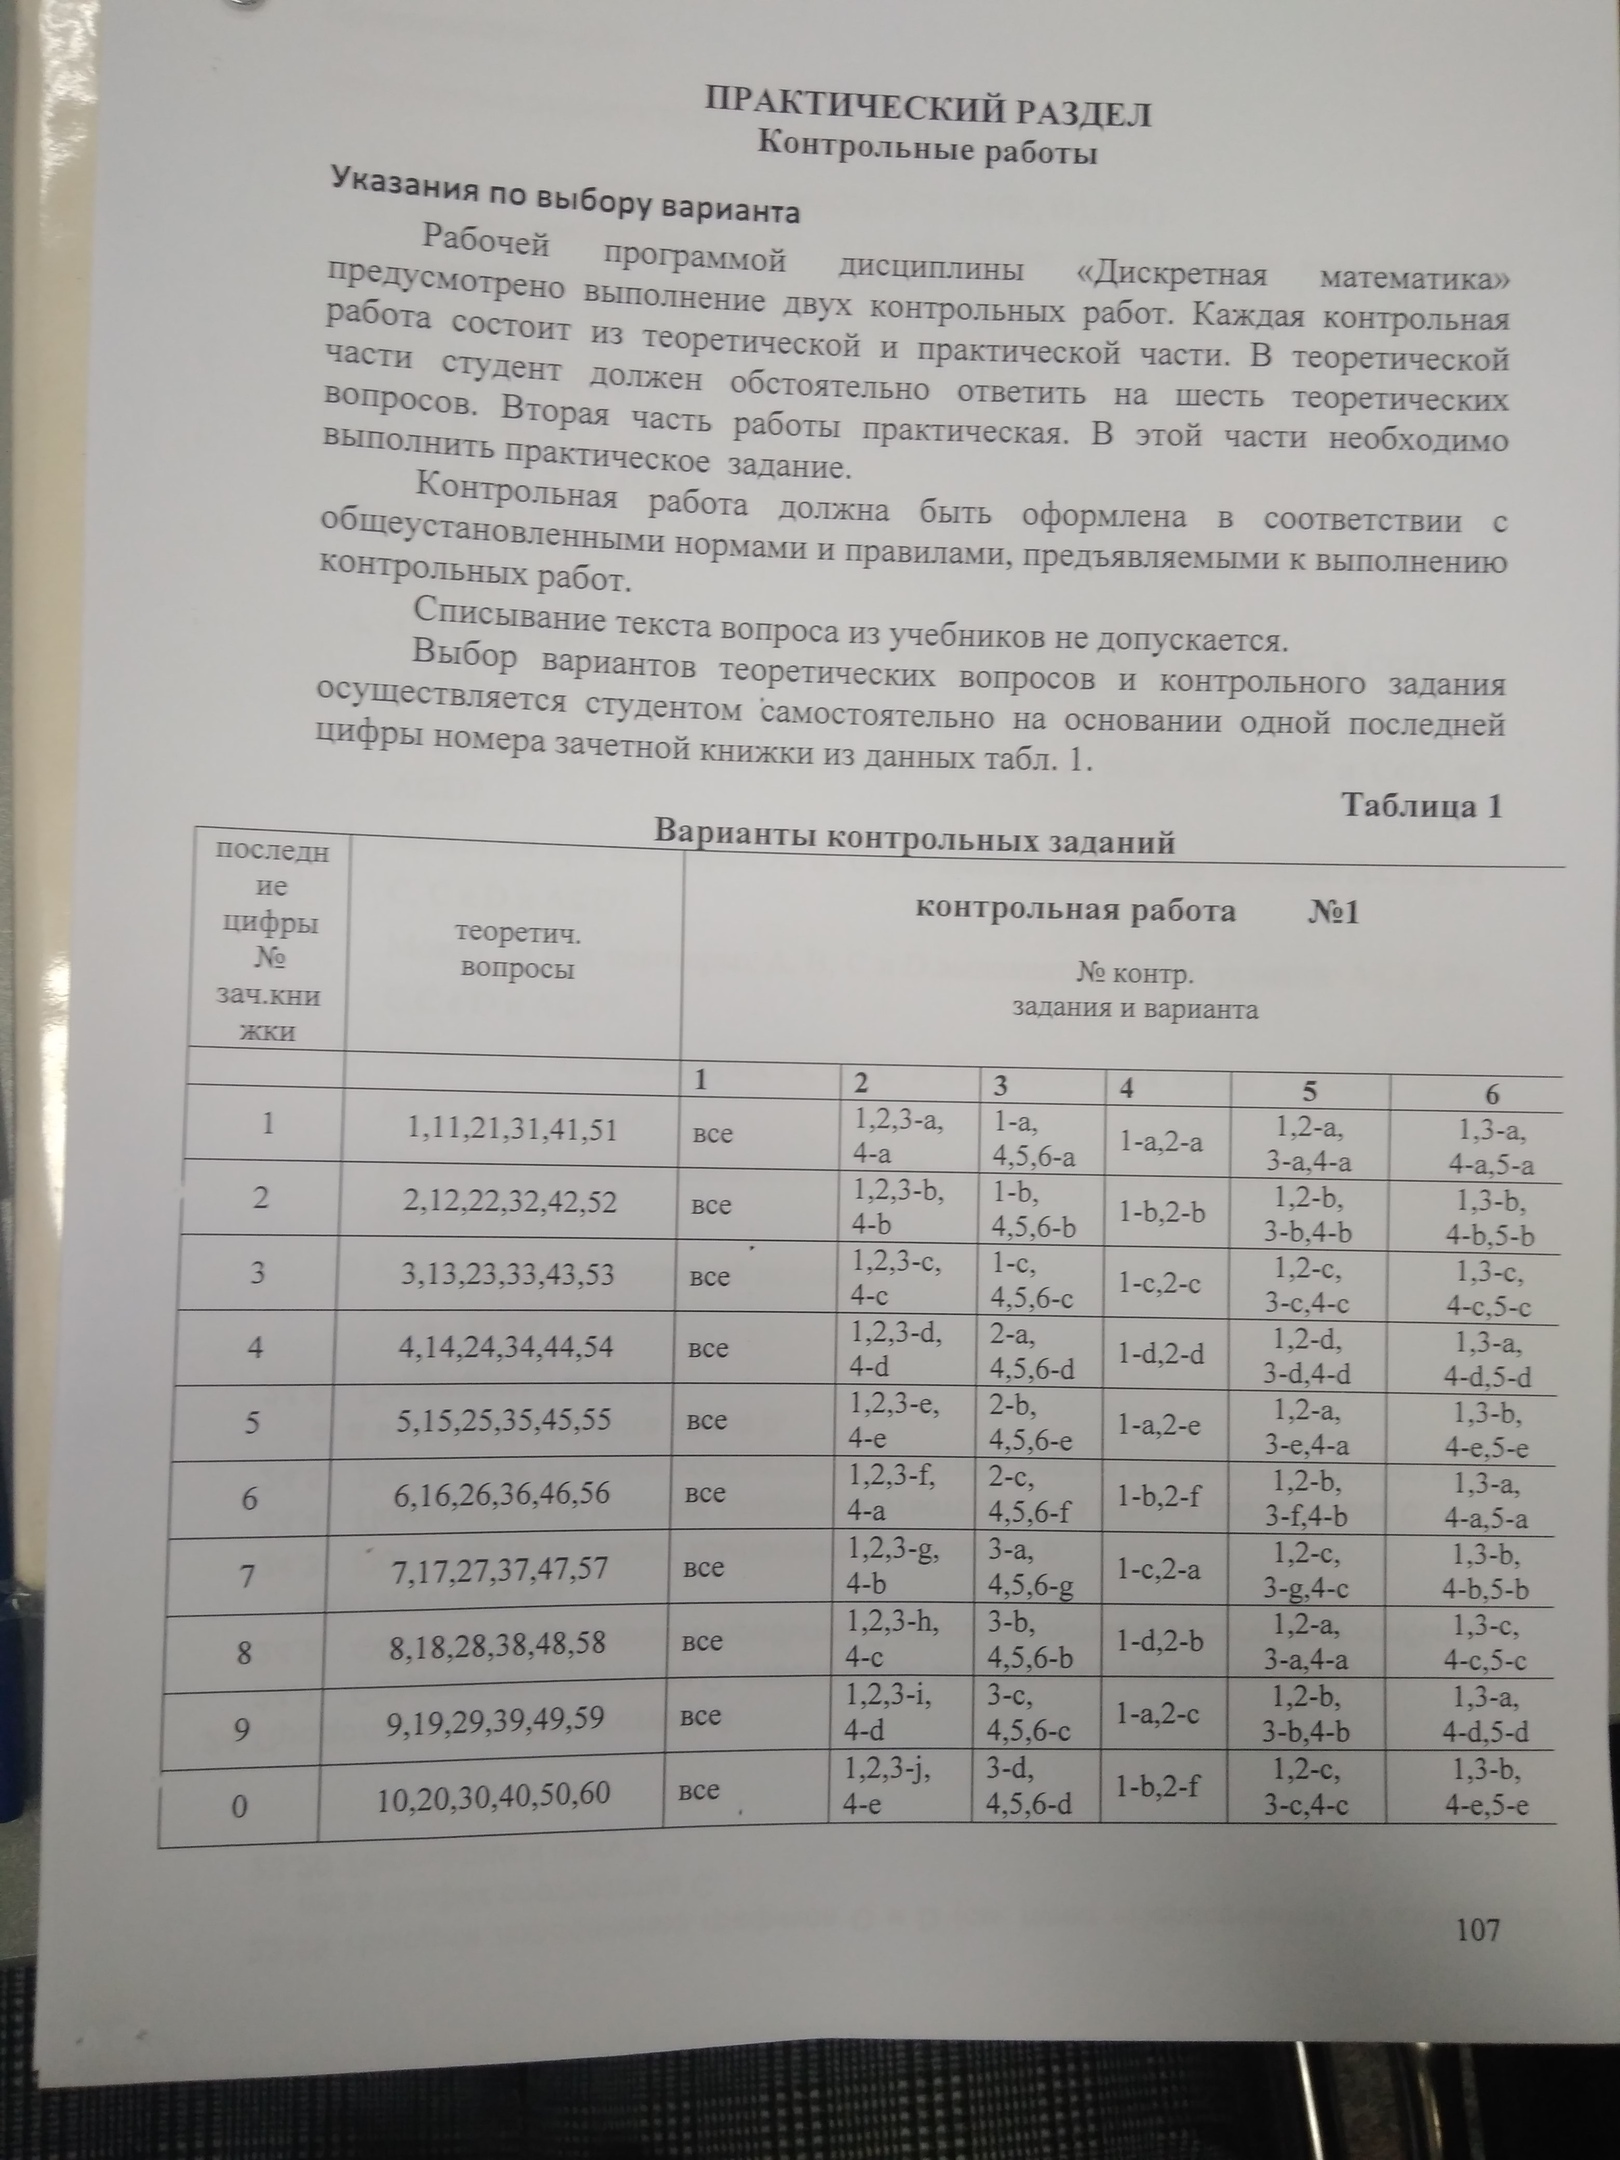 ПРАКТИЧЕСКИЙ РАЗДЕЛ
Контрольные работы
Указания по выбору варианта
Рабочей программой дисциплины «Дискретная математика»
предусмотрено выполнение двух контрольных работ. Каждая контрольная
работа состоит из теоретической и практической части. В теоретической
части студент должен обстоятельно ответить на шесть теоретических
вопросов. Вторая часть работы практическая. В этой части необходимо
выполнить практическое задание.
Контрольная работа должна быть оформлена в соответствии с
общеустановленными нормами и правилами, предъявляемыми к выполнению
контрольных работ.
Списывание текста вопроса из учебников не допускается.
Выбор вариантов теоретических вопросов и контрольного задания
осуществляется студентом самостоятельно на основании одной последней
цифры номера зачетной книжки из данных табл. 1.
Таблица 1
Варианты контрольных заданий
последн
ие
цифры
№
зач.кни
жки
теоретич.
вопросы
контрольная работа №1
№ контр.
задания и варианта
1 2 3 4 5 6
1 1,11,21,31,41,51 все 1,2,3-a, 1-a, 1-a,2-a 1,2-a, 1,3-a,
4-a 4,5,6-a 3-a,4-a 4-a,5-a
2 2,12,22,32,42,52 все 1,2,3-b, 1-b, 1-b,2-b 1,2-b, 1,3-b,
4-b 4,5,6-b 3-b,4-b 4-b,5-b
3 3,13,23,33,43,53 все 1,2,3-c, 1-c, 1-c,2-c 1,2-c, 1,3-c,
4-c 4,5,6-c 3-c,4-c 4-c,5-c
4 4,14,24,34,44,54 все 1,2,3-d, 2-a, 1-d,2-d 1,2-d, 1,3-a,
4-d 4,5,6-d 3-d,4-d 4-d,5-d
5 5,15,25,35,45,55 все 1,2,3-e, 2-b, 1-a,2-e 1,2-a, 1,3-b,
4-e 4,5,6-e 3-e,4-a 4-e,5-e
6 6,16,26,36,46,56 все 1,2,3-f, 2-c, 1-b,2-f 1,2-b, 1,3-a,
4-a 4,5,6-f 3-f,4-b 4-a,5-a
7 7,17,27,37,47,57 все 1,2,3-g, 3-a, 1-c,2-a 1,2-c, 1,3-b,
4-b 4,5,6-g 3-g,4-c 4-b,5-b
8 8,18,28,38,48,58 все 1,2,3-h, 3-b, 1-d,2-b 1,2-a, 1,3-c,
4-c 4,5,6-b 3-a,4-a 4-c,5-c
9 9,19,29,39,49,59 все 1,2,3-i, 3-c, 1-a,2-c 1,2-b, 1,3-a,
4-d 4,5,6-c 3-b,4-b 4-d,5-d
0 10,20,30,40,50,60 все 1,2,3-j, 3-d, 1-b,2-f 1,2-c, 1,3-b,
4-e 4,5,6-d 3-c,4-c 4-e,5-e
107